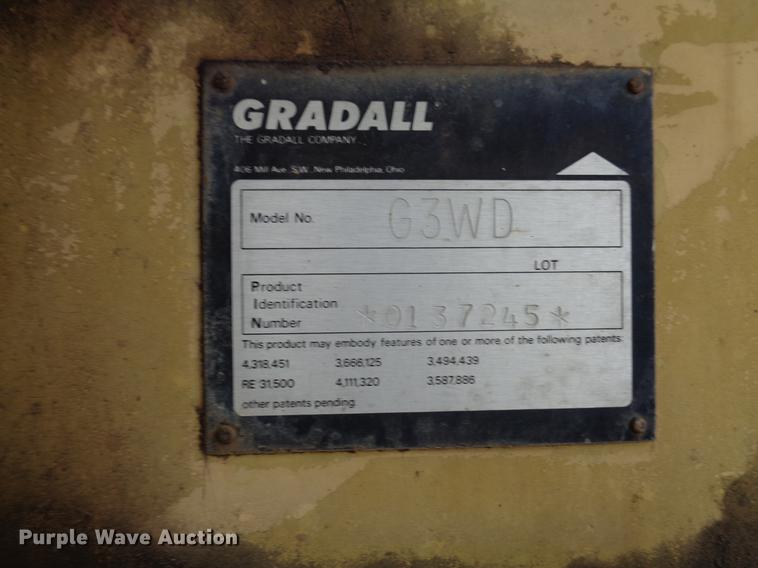 GRADALL
THE GRADALL COMPANY
406 Mill Ave., S.W., New Philadelphia, Ohio
Model No. G3WD
LOT
Product
Identification
Number *0137245*
This product may embody features of one or more of the following patents:
4,318,451 3,666,125 3,494,439
RE 31,500 4,111,320 3,587,886
other patents pending.
Purple Wave Auction®